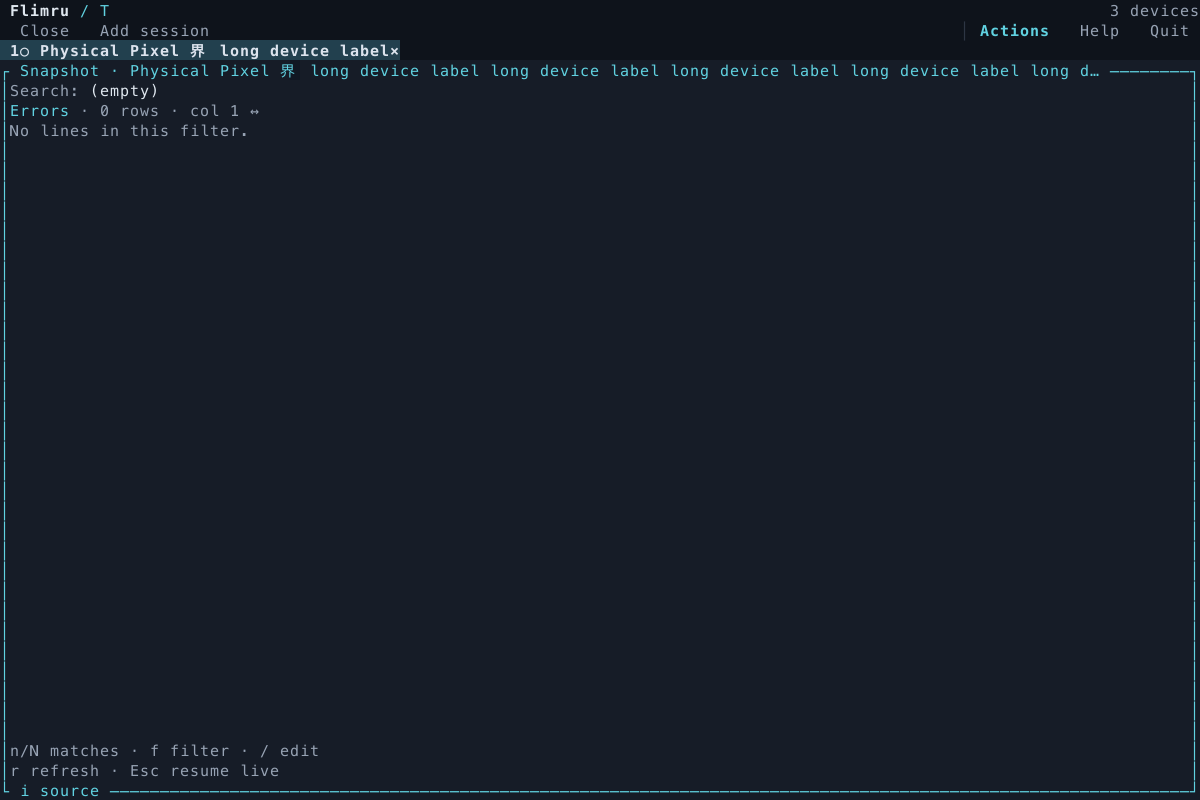 Flimru / T 3 devices
Close Add session Actions Help Quit
1○ Physical Pixel 界 long device label×
Snapshot · Physical Pixel 界 long device label long device label long device label long device label long d…
Search: (empty)
Errors · 0 rows · col 1 ↔
No lines in this filter.
n/N matches · f filter · / edit
r refresh · Esc resume live
i source